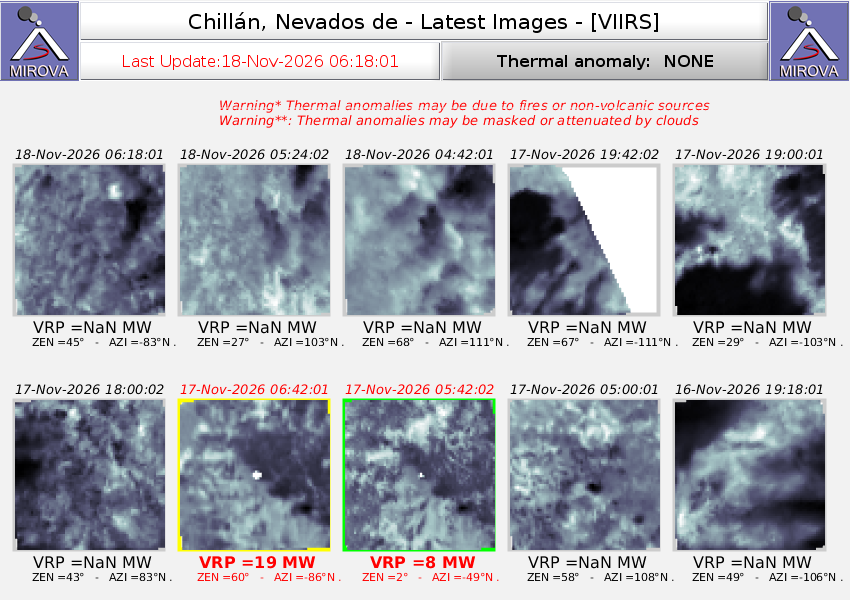 Chillán, Nevados de - Latest Images - [VIIRS]
MIROVA
Last Update:18-Nov-2026 06:18:01
Thermal anomaly: NONE
MIROVA
Warning* Thermal anomalies may be due to fires or non-volcanic sources
Warning**: Thermal anomalies may be masked or attenuated by clouds
18-Nov-2026 06:18:01
18-Nov-2026 05:24:02
18-Nov-2026 04:42:01
17-Nov-2026 19:42:02
17-Nov-2026 19:00:01
VRP =NaN MW
VRP =NaN MW
VRP =NaN MW
VRP =NaN MW
VRP =NaN MW
ZEN =45° - AZI =-83°N .
ZEN =27° - AZI =103°N .
ZEN =68° - AZI =111°N .
ZEN =67° - AZI =-111°N .
ZEN =29° - AZI =-103°N .
17-Nov-2026 18:00:02
17-Nov-2026 06:42:01
17-Nov-2026 05:42:02
17-Nov-2026 05:00:01
16-Nov-2026 19:18:01
VRP =NaN MW
VRP =19 MW
VRP =8 MW
VRP =NaN MW
VRP =NaN MW
ZEN =43° - AZI =83°N .
ZEN =60° - AZI =-86°N .
ZEN =2° - AZI =-49°N .
ZEN =58° - AZI =108°N .
ZEN =49° - AZI =-106°N .